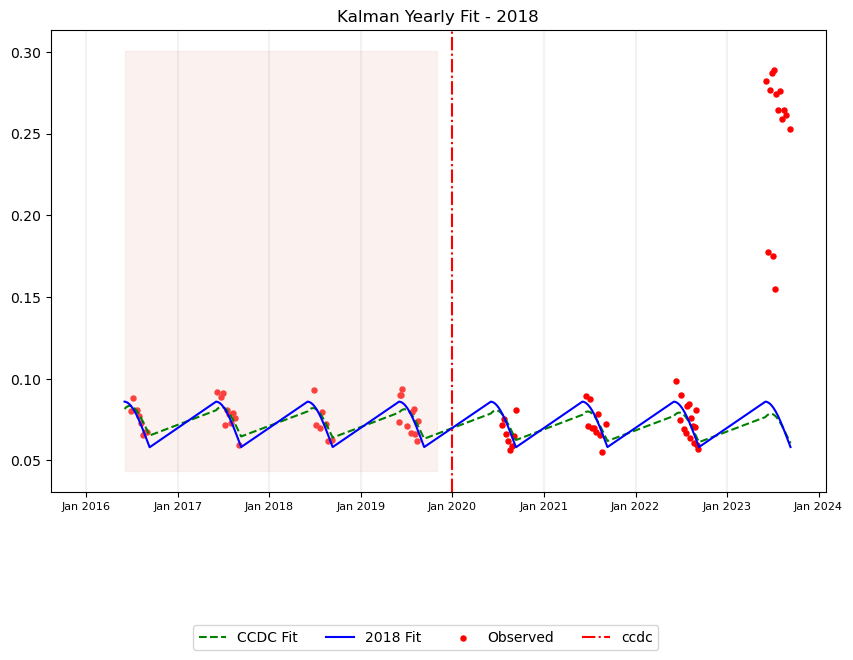 Kalman Yearly Fit - 2018
0.30
0.25
0.20
0.15
0.10
0.05
Jan 2016 Jan 2017 Jan 2018 Jan 2019 Jan 2020 Jan 2021 Jan 2022 Jan 2023 Jan 2024
CCDC Fit 2018 Fit Observed ccdc